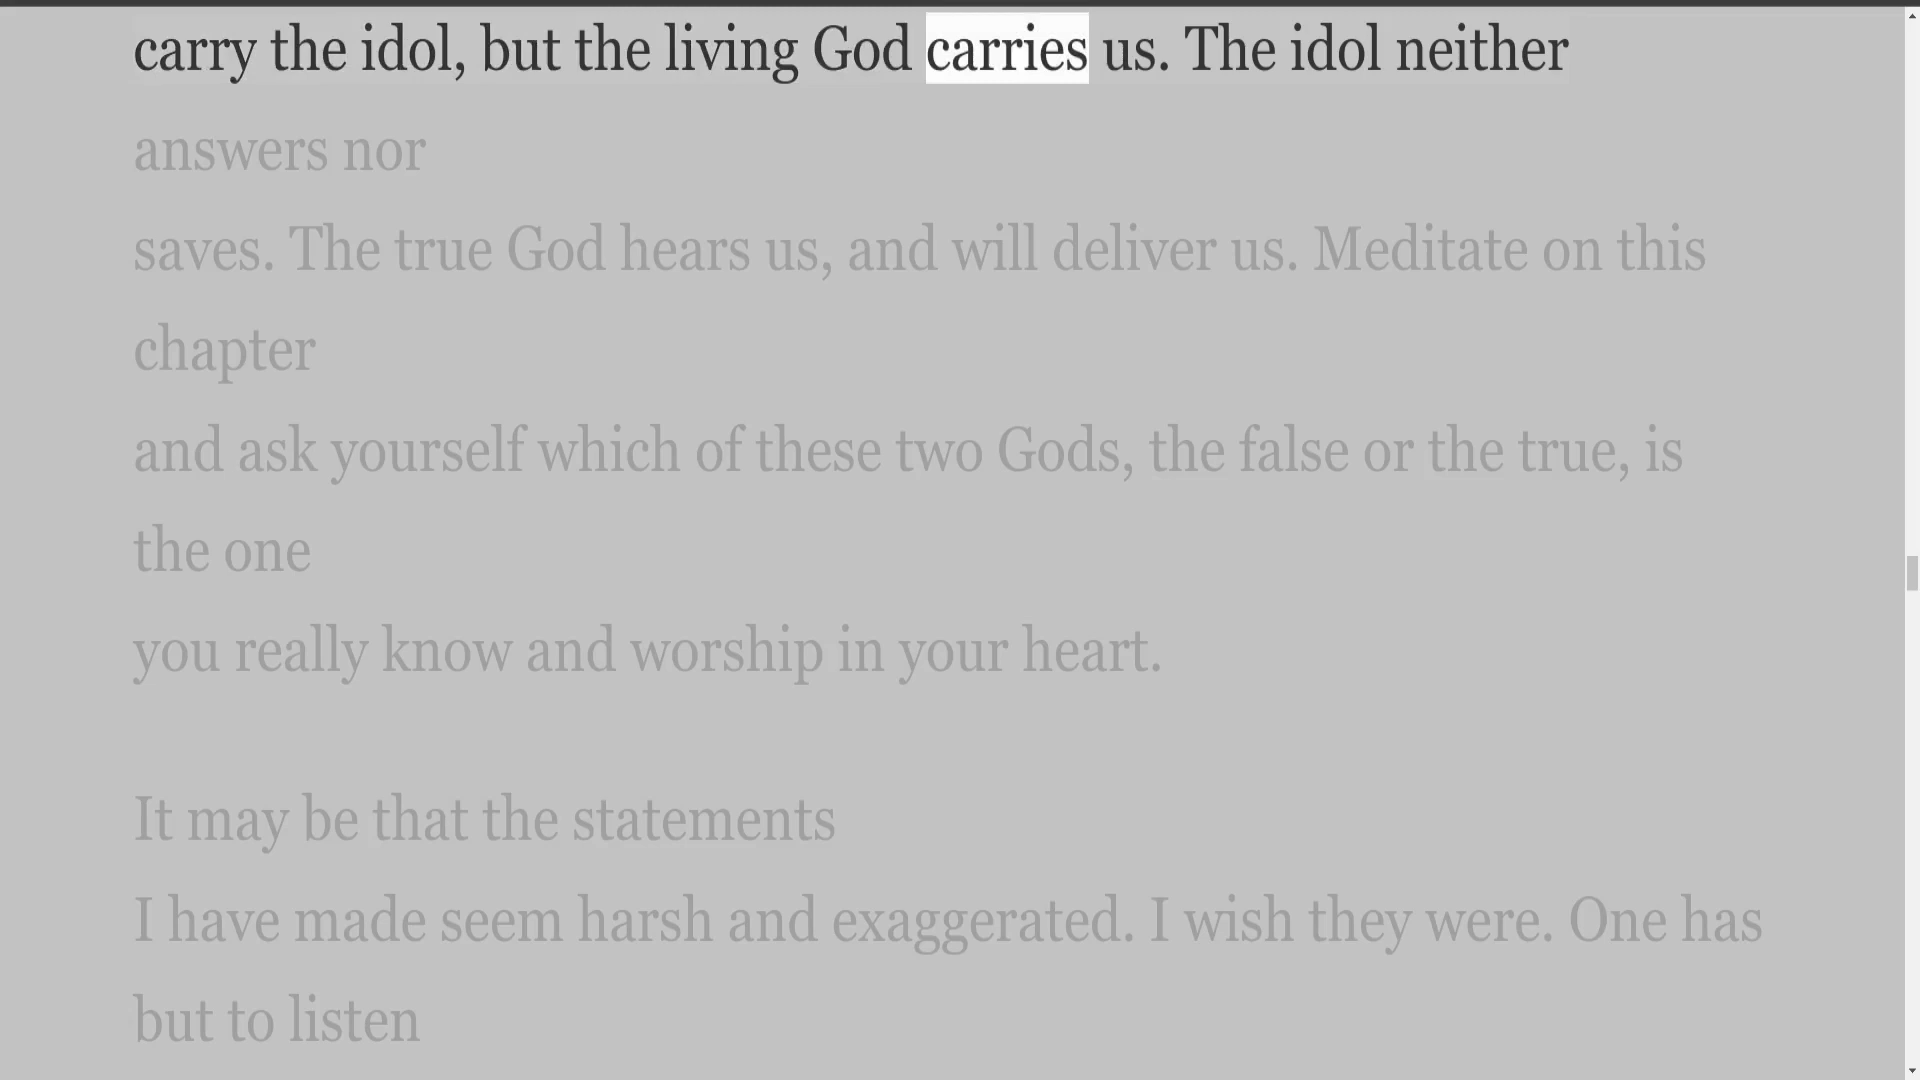 carry the idol, but the living God carries us. The idol neither
answers nor
saves. The true God hears us, and will deliver us. Meditate on this
chapter
and ask yourself which of these two Gods, the false or the true, is
the one
you really know and worship in your heart.
It may be that the statements
I have made seem harsh and exaggerated. I wish they were. One has
but to listen